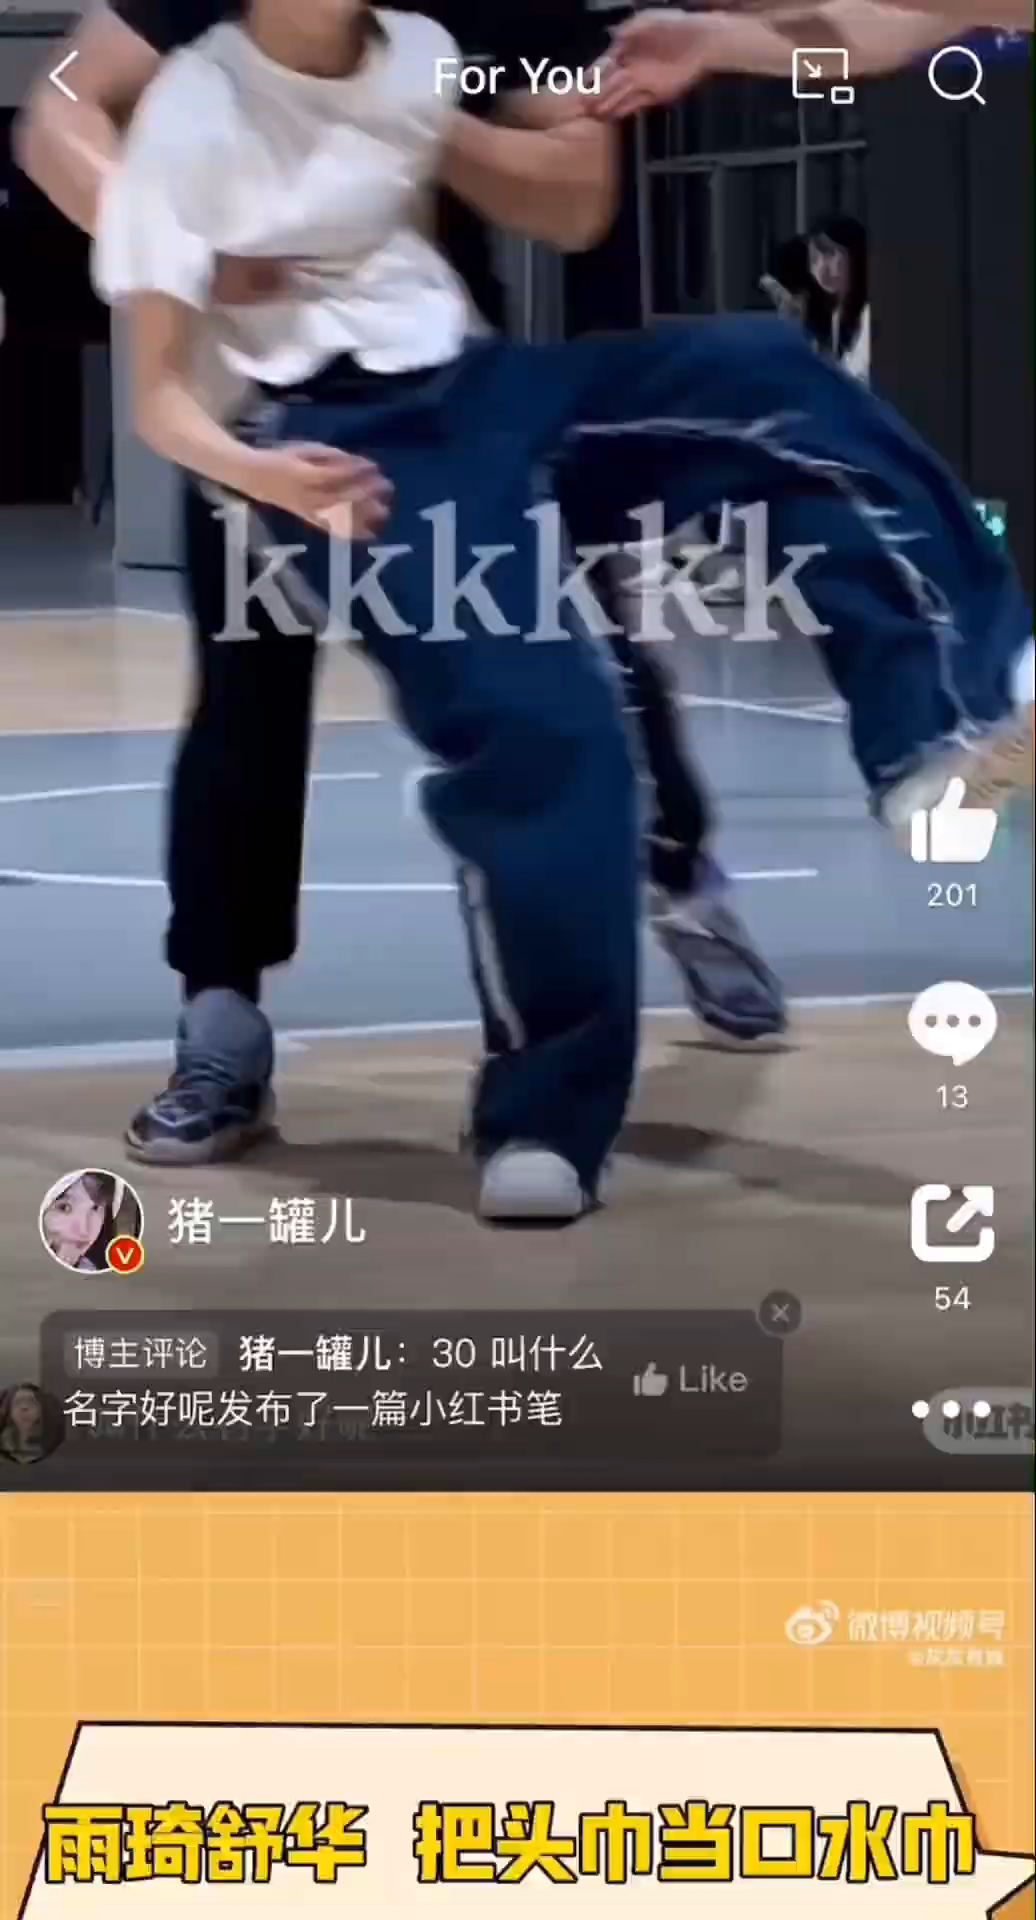 For You
kkkkkk
201
13
猪一罐儿
54
博主评论 猪一罐儿：30 叫什么
名字好呢发布了一篇小红书笔
Like
微博视频号
雨琦舒华 把头巾当口水巾